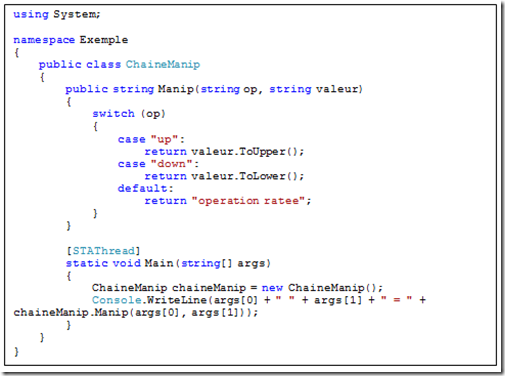 using System;
namespace Exemple
{
public class ChaineManip
{
public string Manip(string op, string valeur)
{
switch (op)
{
case "up":
return valeur.ToUpper();
case "down":
return valeur.ToLower();
default:
return "operation ratee";
}
}
[STAThread]
static void Main(string[] args)
{
ChaineManip chaineManip = new ChaineManip();
Console.WriteLine(args[0] + " " + args[1] + " = " +
chaineManip.Manip(args[0], args[1]));
}
}
}